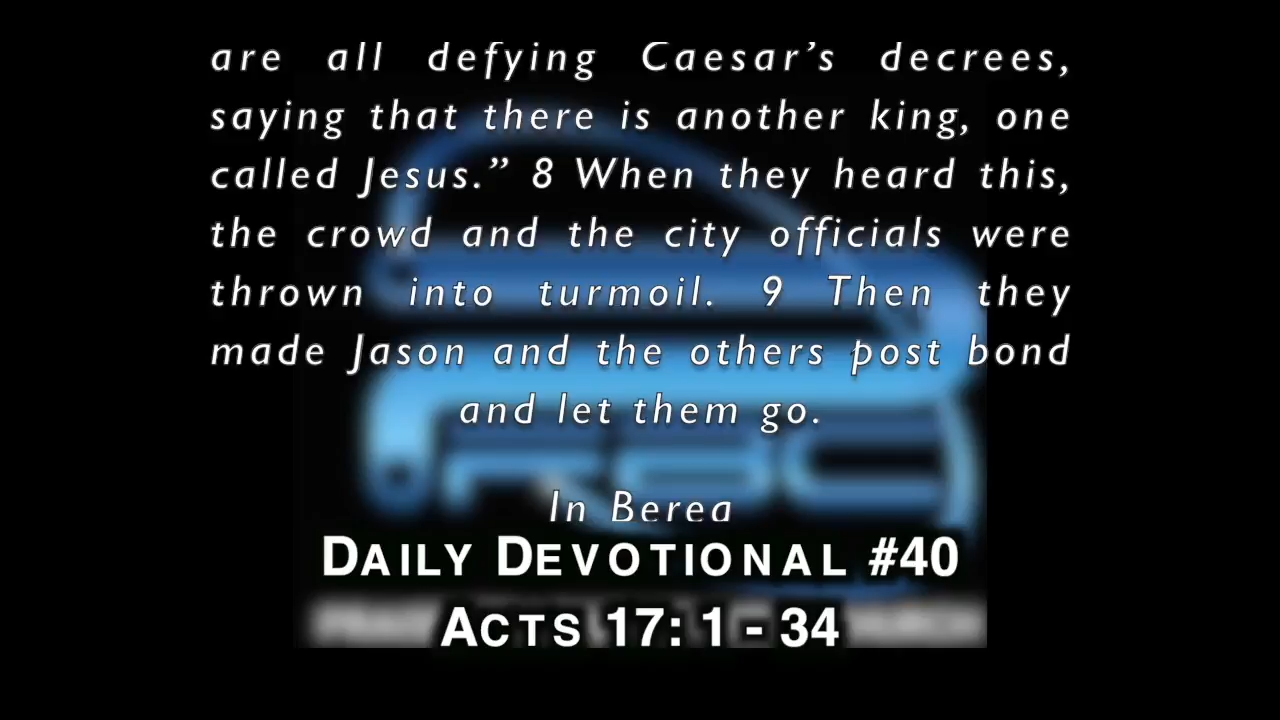 are all defying Caesar’s decrees,
saying that there is another king, one
called Jesus.” 8 When they heard this,
the crowd and the city officials were
thrown into turmoil. 9 Then they
made Jason and the others post bond
and let them go.
In Berea
DAILY DEVOTIONAL #40
ACTS 17: 1 - 34